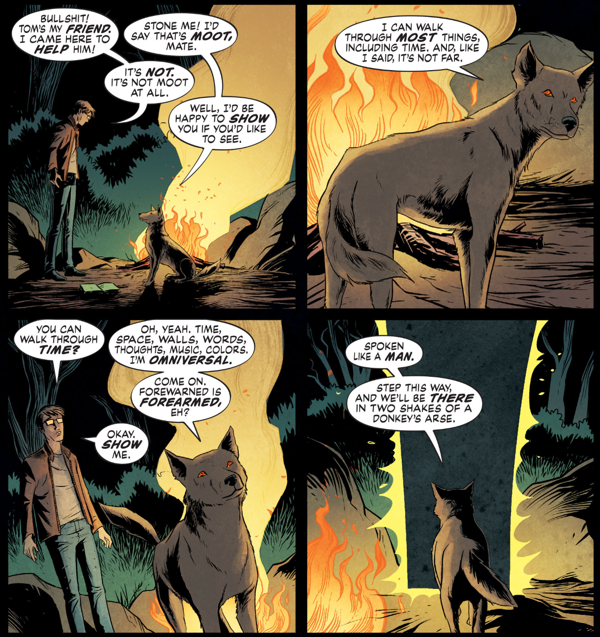 BULLSHIT!
TOM'S MY FRIEND.
I CAME HERE TO
HELP HIM!
STONE ME! I'D
SAY THAT'S MOOT,
MATE.
IT'S NOT.
IT'S NOT MOOT
AT ALL.
WELL, I'D BE
HAPPY TO SHOW
YOU IF YOU'D LIKE
TO SEE.
I CAN WALK
THROUGH MOST THINGS,
INCLUDING TIME. AND, LIKE
I SAID, IT'S NOT FAR.
YOU CAN
WALK THROUGH
TIME?
OH, YEAH. TIME,
SPACE, WALLS, WORDS,
THOUGHTS, MUSIC, COLORS.
I'M OMNIVERSAL.
COME ON.
FOREWARNED IS
FOREARMED,
EH?
OKAY.
SHOW
ME.
SPOKEN
LIKE A MAN.
STEP THIS WAY,
AND WE'LL BE THERE
IN TWO SHAKES OF A
DONKEY'S ARSE.